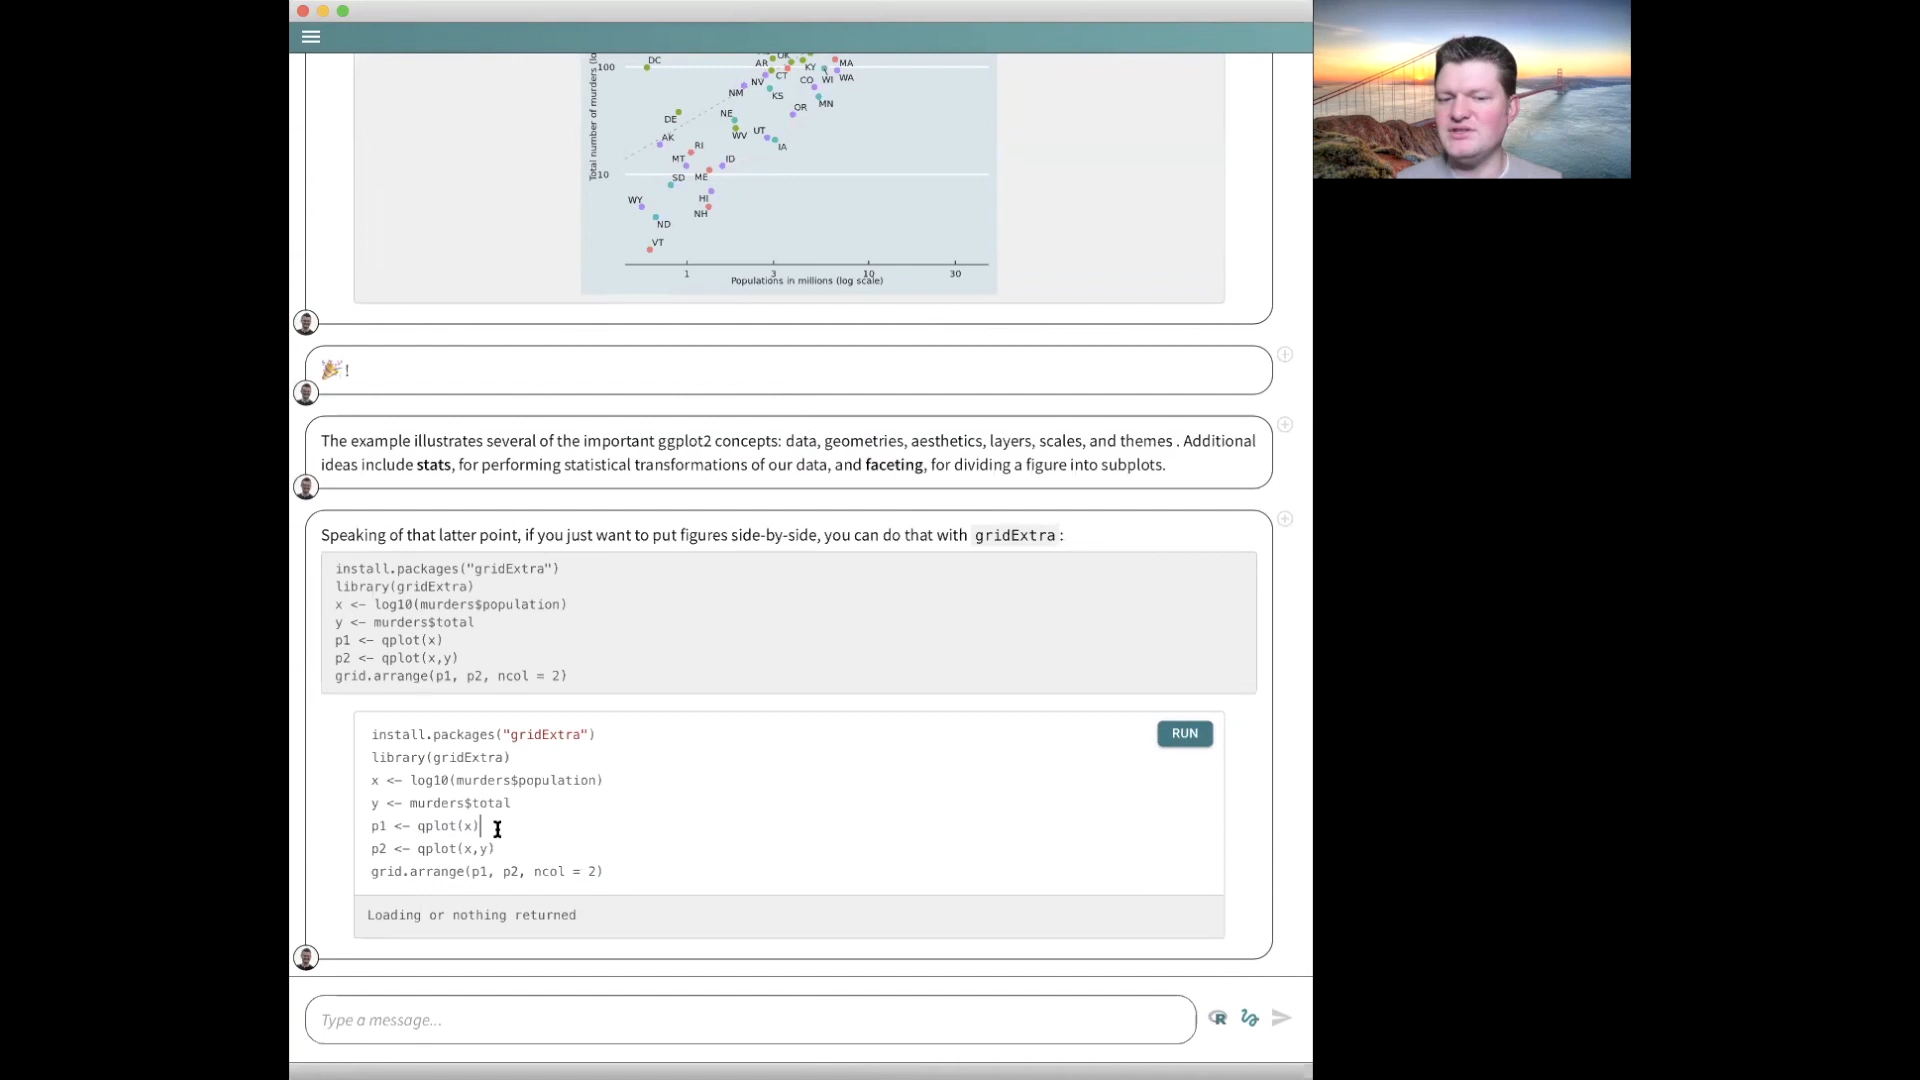 Total number of murders (lo
100
10
DC
AR
OK
KY
MA
NV
CT
CO
WI
WA
NM
KS
MN
OR
DE
NE
WV
UT
IA
AK
RI
MT
ID
SD
ME
WY
HI
NH
ND
VT
1
3
10
30
Populations in millions (log scale)
!
The example illustrates several of the important ggplot2 concepts: data, geometries, aesthetics, layers, scales, and themes . Additional
ideas include stats, for performing statistical transformations of our data, and faceting, for dividing a figure into subplots.
Speaking of that latter point, if you just want to put figures side-by-side, you can do that with gridExtra :
install.packages("gridExtra")
library(gridExtra)
x <- log10(murders$population)
y <- murders$total
p1 <- qplot(x)
p2 <- qplot(x,y)
grid.arrange(p1, p2, ncol = 2)
install.packages("gridExtra")
RUN
library(gridExtra)
x <- log10(murders$population)
y <- murders$total
p1 <- qplot(x)
p2 <- qplot(x,y)
grid.arrange(p1, p2, ncol = 2)
Loading or nothing returned
Type a message...
R